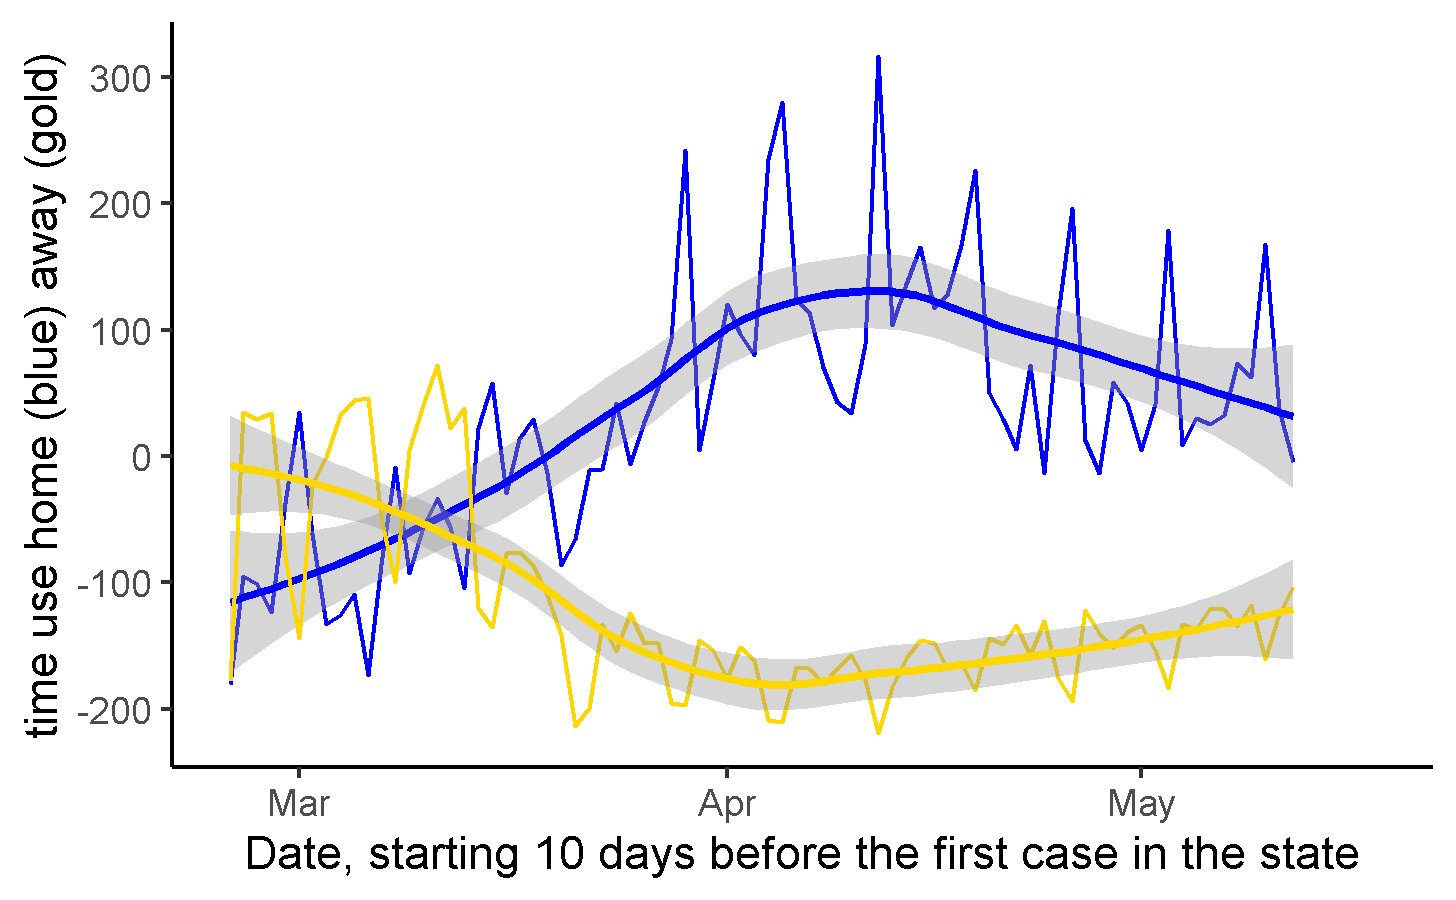 time use home (blue) away (gold)
300
200
100
0
-100
-200
Mar Apr May
Date, starting 10 days before the first case in the state